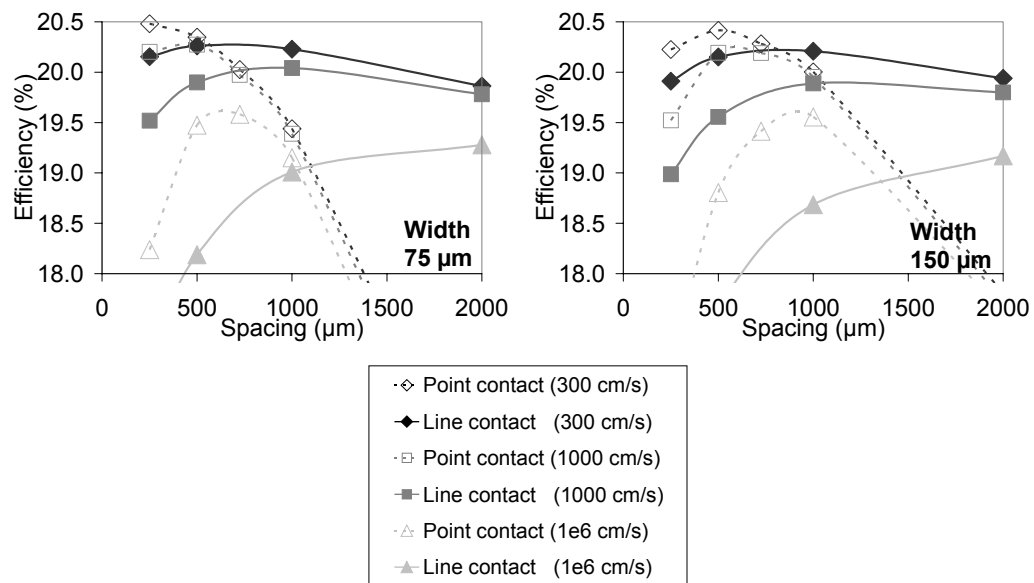 20.5
20.0
19.5
19.0
18.5
18.0
Efficiency (%)
0 500 1000 1500 2000
Spacing (µm)
Width
75 µm
20.5
20.0
19.5
19.0
18.5
18.0
Efficiency (%)
0 500 1000 1500 2000
Spacing (µm)
Width
150 µm
Point contact (300 cm/s)
Line contact (300 cm/s)
Point contact (1000 cm/s)
Line contact (1000 cm/s)
Point contact (1e6 cm/s)
Line contact (1e6 cm/s)